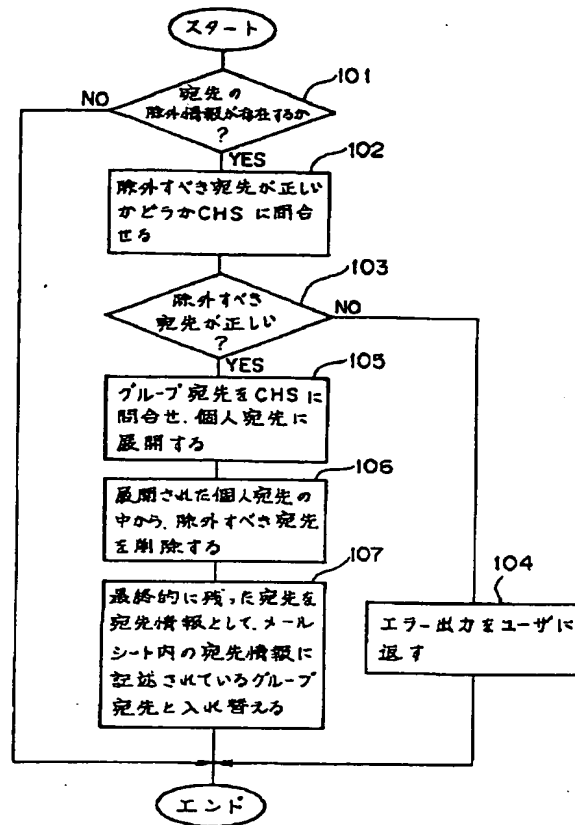 スタート
101
宛先の
除外情報が存在するか
?
NO
YES
102
除外すべき宛先が正しい
かどうかCHSに問合
せる
103
除外すべき
宛先が正しい
?
NO
YES
105
グループ宛先をCHSに
問合せ、個人宛先に
展開する
106
展開された個人宛先の
中から、除外すべき宛先
を削除する
107
最終的に残った宛先を
宛先情報として、メール
シート内の宛先情報に
記述されているグループ
宛先と入れ替える
104
エラー出力をユーザに
返す
エンド